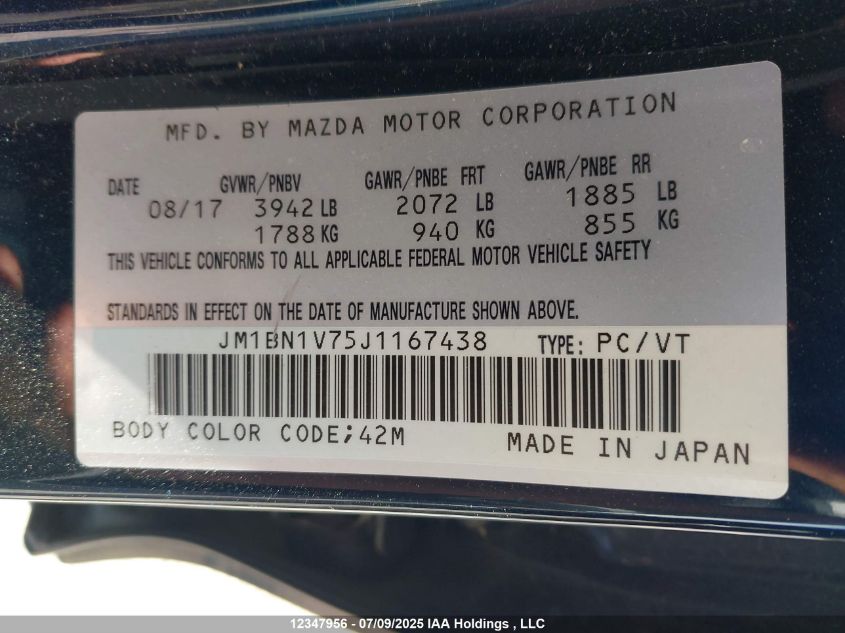 MFD. BY MAZDA MOTOR CORPORATION
DATE GVWR/PNBV GAWR/PNBE FRT GAWR/PNBE RR
08/17 3942 LB 2072 LB 1885 LB
1788 KG 940 KG 855 KG
THIS VEHICLE CONFORMS TO ALL APPLICABLE FEDERAL MOTOR VEHICLE SAFETY
STANDARDS IN EFFECT ON THE DATE OF MANUFACTURE SHOWN ABOVE.
JM1BN1V75J1167438 TYPE: PC/VT
BODY COLOR CODE;42M MADE IN JAPAN
12347956 - 07/09/2025 IAA Holdings , LLC